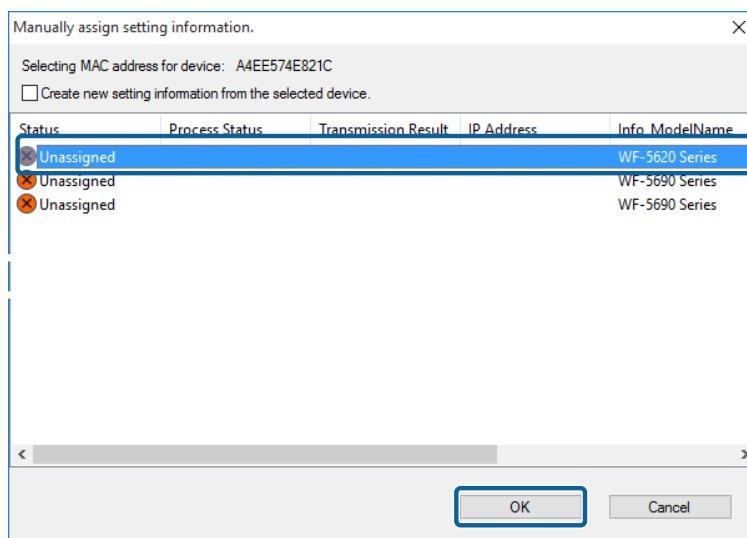 Manually assign setting information.
Selecting MAC address for device: A4EE574E821C
Create new setting information from the selected device.
Status Process Status Transmission Result IP Address Info_ModelName
Unassigned WF-5620 Series
Unassigned WF-5690 Series
Unassigned WF-5690 Series
OK Cancel